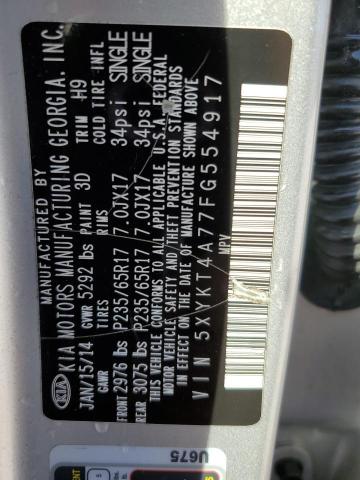 MANUFACTURED BY
KIA KIA MOTORS MANUFACTURING GEORGIA, INC.
JAN/15/14 PAINT 3D TRIM H9
GVWR 5292 lbs
GAWR TIRES RIMS COLD TIRE INFL
FRONT 2976 lbs P235/65R17 7.0JX17 34psi SINGLE
REAR 3075 lbs P235/65R17 7.0JX17 34psi SINGLE
THIS VEHICLE CONFORMS TO ALL APPLICABLE U.S.A. FEDERAL
MOTOR VEHICLE SAFETY AND THEFT PREVENTION STANDARDS
IN EFFECT ON THE DATE OF MANUFACTURE SHOWN ABOVE.
VIN 5XYKT4A77FG554917
MPV
U675